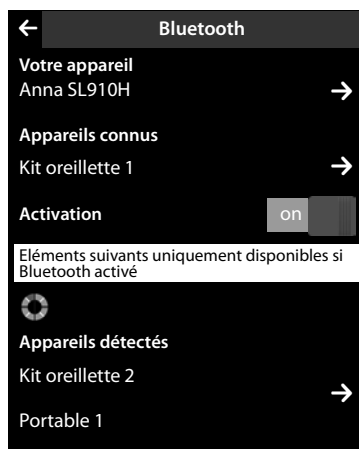 Bluetooth
Votre appareil
Anna SL910H
Appareils connus
Kit oreillette 1
Activation
on
Eléments suivants uniquement disponibles si
Bluetooth activé
Appareils détectés
Kit oreillette 2
Portable 1